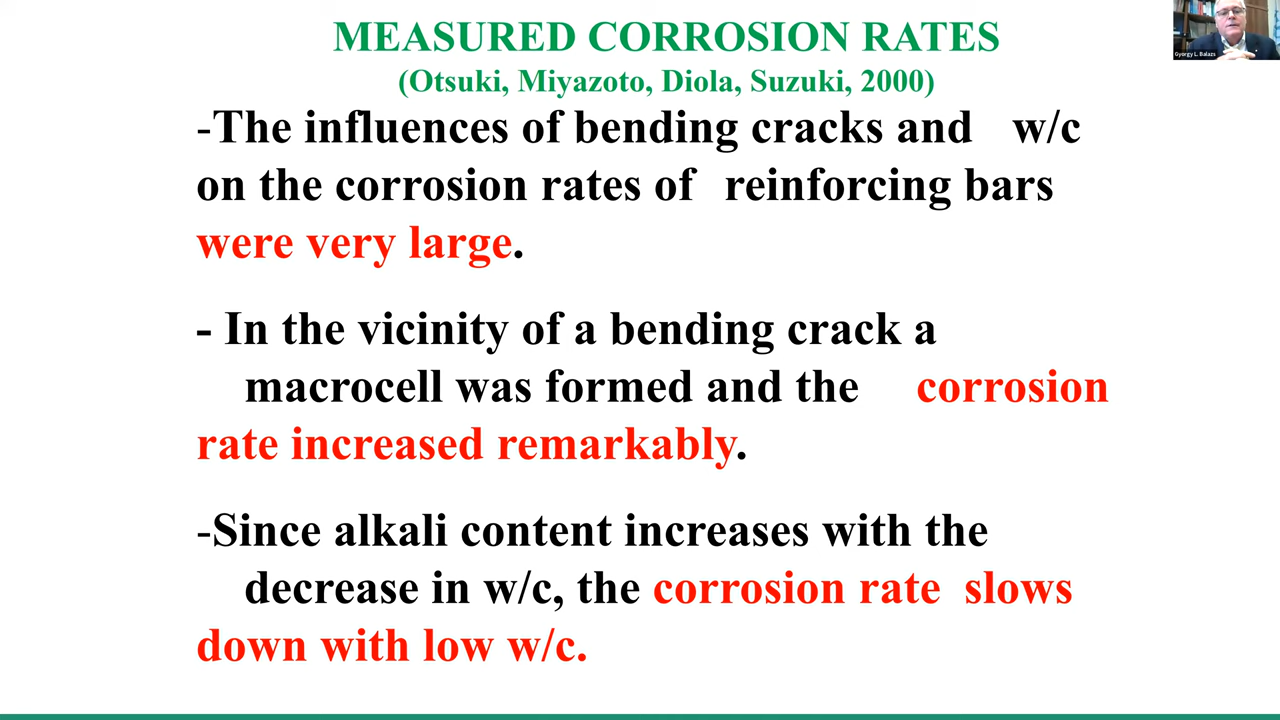 MEASURED CORROSION RATES
(Otsuki, Miyazoto, Diola, Suzuki, 2000)
-The influences of bending cracks and w/c
on the corrosion rates of reinforcing bars
were very large.
- In the vicinity of a bending crack a
macrocell was formed and the corrosion
rate increased remarkably.
-Since alkali content increases with the
decrease in w/c, the corrosion rate slows
down with low w/c.
Gyorgy L. Balazs